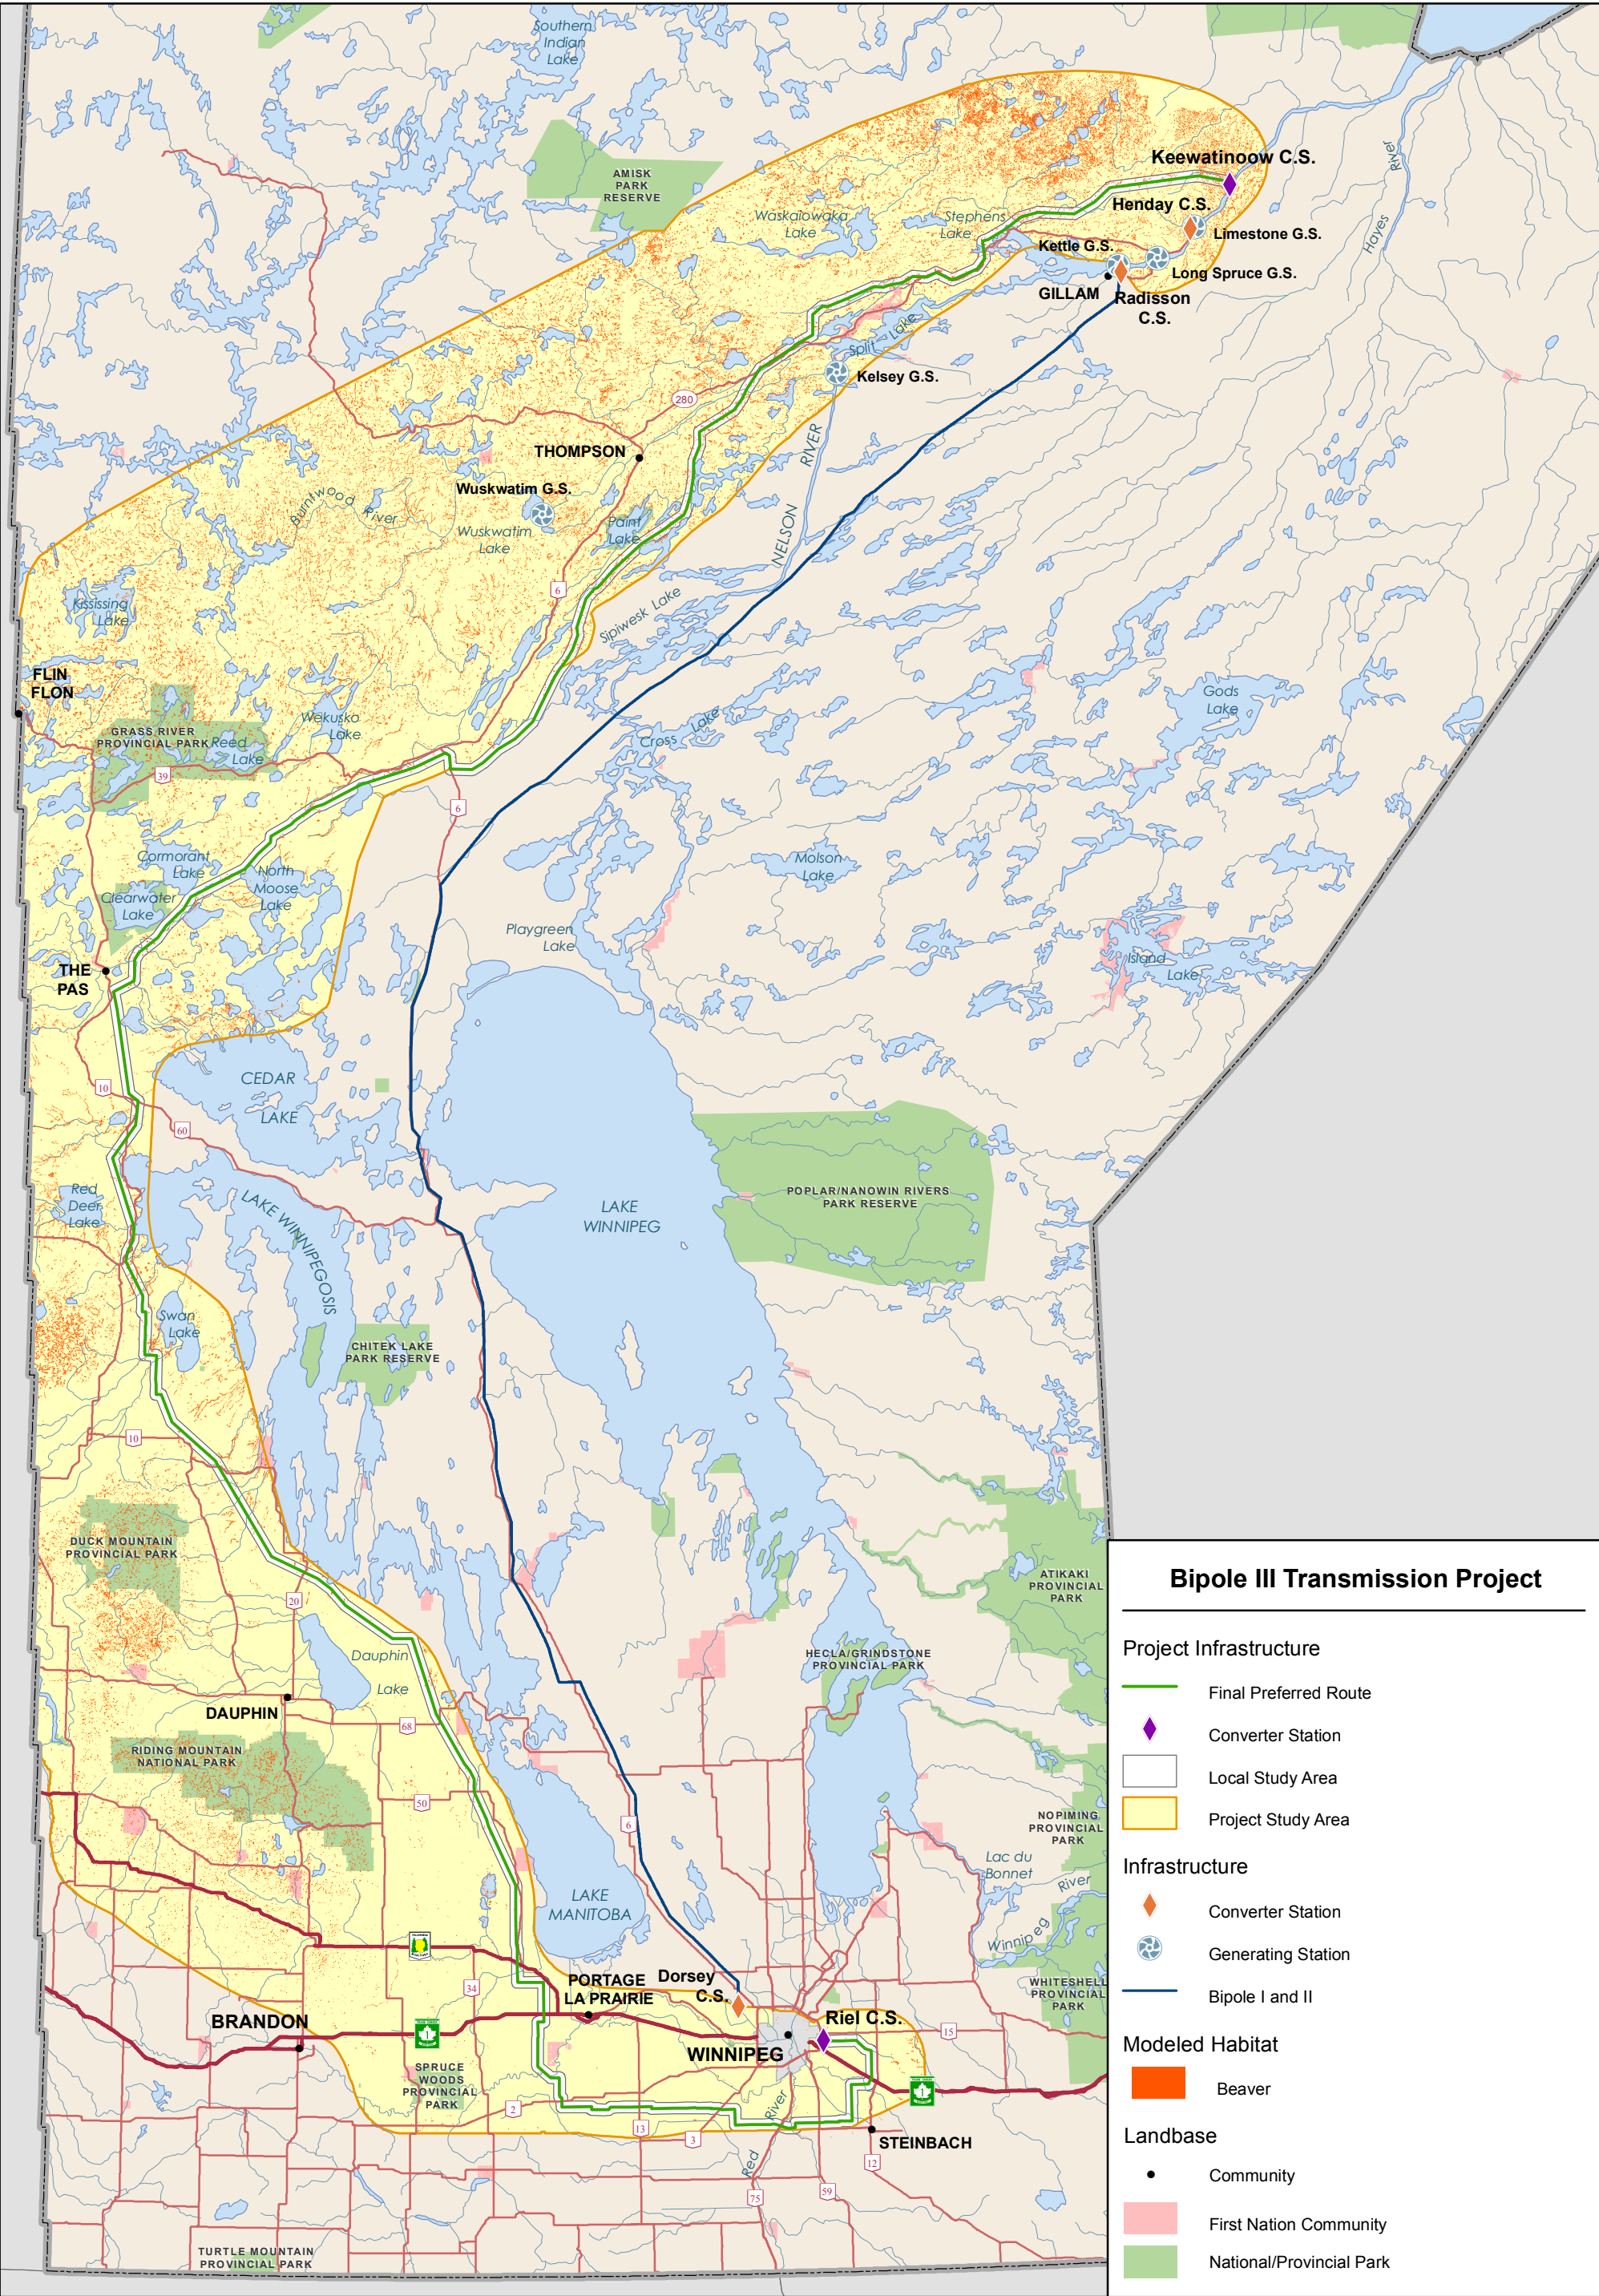 Southern
Indian
Lake
AMISK
PARK
RESERVE
Waskaiowaka
Lake
Stephens
Lake
Keewatinoow C.S.
Henday C.S.
Limestone G.S.
Kettle G.S.
Long Spruce G.S.
GILLAM
Radisson
C.S.
Hayes
River
Split Lake
Kelsey G.S.
280
THOMPSON
Wuskwatim G.S.
Burntwood
River
Wuskwatim
Lake
Paint
Lake
NELSON
RIVER
6
Sipiwesk Lake
Kississing
Lake
FLIN
FLON
GRASS RIVER
PROVINCIAL PARK
Reed
Lake
Wekusko
Lake
39
6
Cross Lake
Gods
Lake
Cormorant
Lake
North
Moose
Lake
Clearwater
Lake
Molson
Lake
Playgreen
Lake
Island
Lake
THE
PAS
CEDAR
LAKE
10
60
Red
Deer
Lake
LAKE WINNIPEGOSIS
LAKE
WINNIPEG
POPLAR/NANOWIN RIVERS
PARK RESERVE
Swan
Lake
CHITEK LAKE
PARK RESERVE
10
DUCK MOUNTAIN
PROVINCIAL PARK
20
ATIKAKI
PROVINCIAL
PARK
Dauphin
Lake
HECLA/GRINDSTONE
PROVINCIAL PARK
DAUPHIN
68
RIDING MOUNTAIN
NATIONAL PARK
50
6
NOPIMING
PROVINCIAL
PARK
Lac du
Bonnet
Winnipeg
River
LAKE
MANITOBA
34
PORTAGE
LA PRAIRIE
Dorsey
C.S.
WHITESHELL
PROVINCIAL
PARK
BRANDON
1
Riel C.S.
15
WINNIPEG
SPRUCE
WOODS
PROVINCIAL
PARK
1
2
13
3
Red
River
STEINBACH
12
75
59
TURTLE MOUNTAIN
PROVINCIAL PARK
Bipole III Transmission Project
Project Infrastructure
Final Preferred Route
Converter Station
Local Study Area
Project Study Area
Infrastructure
Converter Station
Generating Station
Bipole I and II
Modeled Habitat
Beaver
Landbase
Community
First Nation Community
National/Provincial Park